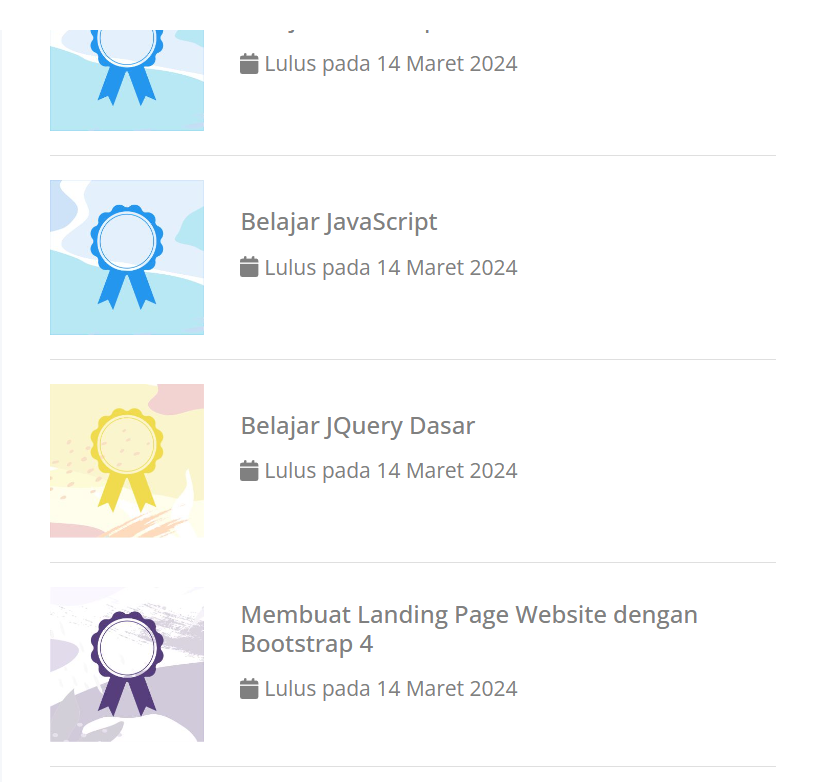 Lulus pada 14 Maret 2024
Belajar JavaScript
Lulus pada 14 Maret 2024
Belajar JQuery Dasar
Lulus pada 14 Maret 2024
Membuat Landing Page Website dengan
Bootstrap 4
Lulus pada 14 Maret 2024